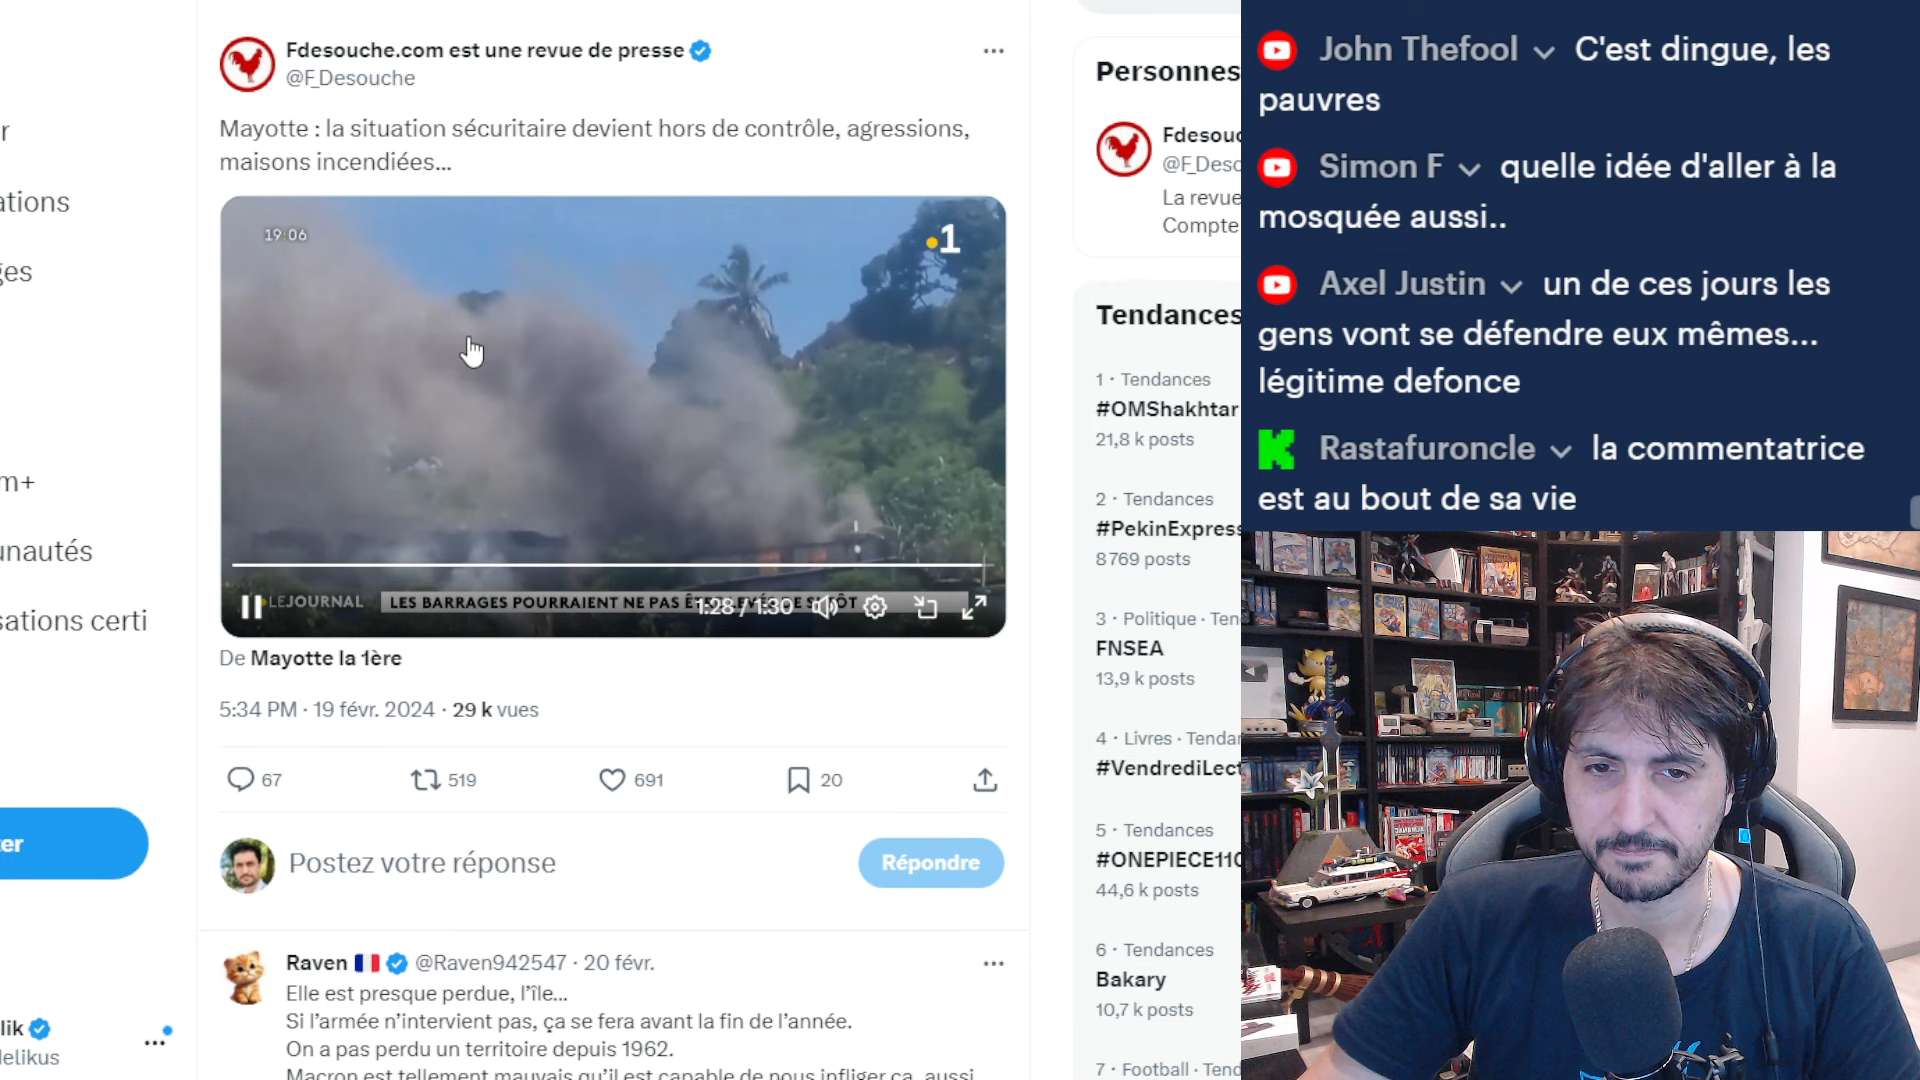 r
ations
ges
m+
unautés
sations certi
er
lik
elikus
Fdesouche.com est une revue de presse
@F_Desouche
Mayotte : la situation sécuritaire devient hors de contrôle, agressions,
maisons incendiées...
19:06
1
LEJOURNAL
LES BARRAGES POURRAIENT NE PAS
1:28 / 1:30
De Mayotte la 1ère
5:34 PM · 19 févr. 2024 · 29 k vues
67
519
691
20
Postez votre réponse
Répondre
Raven @Raven942547 · 20 févr.
Elle est presque perdue, l'île...
Si l'armée n'intervient pas, ça se fera avant la fin de l'année.
On a pas perdu un territoire depuis 1962.
Macron est tellement mauvais qu'il est capable de nous infliger ça, aussi
Personnes
Fdesouc
@F_Deso
La revue
Compte
Tendances
1 · Tendances
#OMShakhtar
21,8 k posts
2 · Tendances
#PekinExpress
8 769 posts
3 · Politique · Ten
FNSEA
13,9 k posts
4 · Livres · Tendan
#VendrediLect
5 · Tendances
#ONEPIECE110
44,6 k posts
6 · Tendances
Bakary
10,7 k posts
7 · Football · Tend
John Thefool C'est dingue, les
pauvres
Simon F quelle idée d'aller à la
mosquée aussi..
Axel Justin un de ces jours les
gens vont se défendre eux mêmes...
légitime defonce
Rastafuroncle la commentatrice
est au bout de sa vie